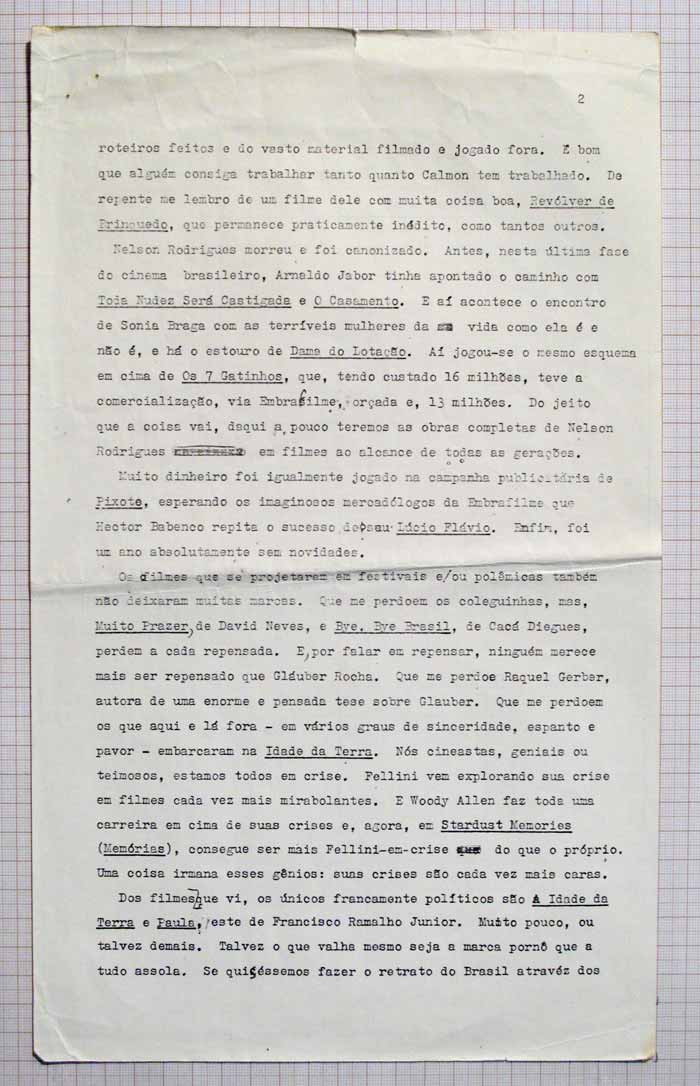 2
roteiros feitos e do vasto material filmado e jogado fora. É bom
que alguém consiga trabalhar tanto quanto Calmon tem trabalhado. De
repente me lembro de um filme dele com muita coisa boa, Revólver de
Brinquedo, que permanece praticamente inédito, como tantos outros.
Nelson Rodrigues morreu e foi canonizado. Antes, nesta última fase
do cinema brasileiro, Arnaldo Jabor tinha apontado o caminho com
Toda Nudez Será Castigada e O Casamento. E aí acontece o encontro
de Sonia Braga com as terríveis mulheres da vida como ela é e
não é, e há o estouro de Dama do Lotação. Aí jogou-se o mesmo esquema
em cima de Os 7 Gatinhos, que, tendo custado 16 milhões, teve a
comercialização, via Embrafilme, orçada e, 13 milhões. Do jeito
que a coisa vai, daqui a pouco teremos as obras completas de Nelson
Rodrigues em filmes ao alcance de todas as gerações.
Muito dinheiro foi igualmente jogado na campanha publicitária de
Pixote, esperando os imaginosos mercadólogos da Embrafilme que
Hector Babenco repita o sucesso de seu Lúcio Flávio. Enfim, foi
um ano absolutamente sem novidades.
Os filmes que se projetaram em festivais e/ou polêmicas também
não deixaram muitas marcas. Que me perdoem os coleguinhas, mas,
Muito Prazer, de David Neves, e Bye, Bye Brasil, de Cacá Diegues,
perdem a cada repensada. E, por falar em repensar, ninguém merece
mais ser repensado que Gláuber Rocha. Que me perdoe Raquel Gerber,
autora de uma enorme e pensada tese sobre Glauber. Que me perdoem
os que aqui e lá fora - em vários graus de sinceridade, espanto e
pavor - embarcaram na Idade da Terra. Nós cineastas, geniais ou
teimosos, estamos todos em crise. Fellini vem explorando sua crise
em filmes cada vez mais mirabolantes. E Woody Allen faz toda uma
carreira em cima de suas crises e, agora, em Stardust Memories
(Memórias), consegue ser mais Fellini-em-crise do que o próprio.
Uma coisa irmana esses gênios: suas crises são cada vez mais caras.
Dos filmes que vi, os únicos francamente políticos são A Idade da
Terra e Paula, este de Francisco Ramalho Junior. Muito pouco, ou
talvez demais. Talvez o que valha mesmo seja a marca pornô que a
tudo assola. Se quiséssemos fazer o retrato do Brasil atravéz dos